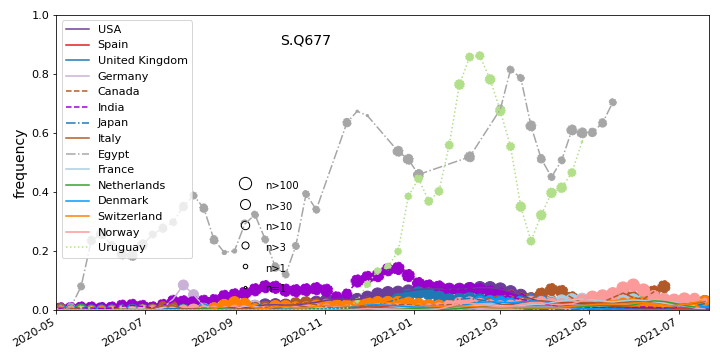 S.Q677
frequency
1.0
0.8
0.6
0.4
0.2
0.0
USA
Spain
United Kingdom
Germany
Canada
India
Japan
Italy
Egypt
France
Netherlands
Denmark
Switzerland
Norway
Uruguay
n>100
n>30
n>10
n>3
n>1
n=1
2020-05
2020-07
2020-09
2020-11
2021-01
2021-03
2021-05
2021-07